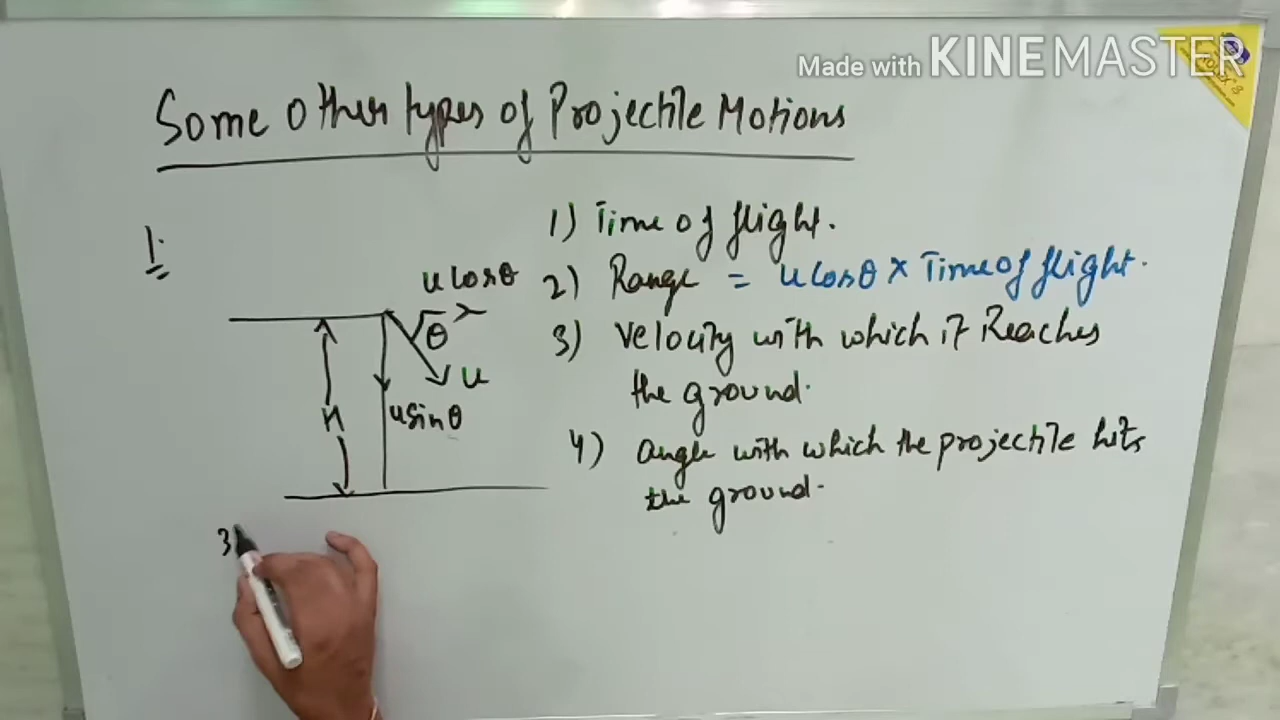 Made with KINEMASTER
Some Other types of Projectile Motions
1.
1) Time of flight.
2) Range = u cosθ × Time of flight.
3) Velocity with which it Reaches
the ground.
4) angle with which the projectile hits
the ground.
u cosθ
θ
u
H
u sinθ
3